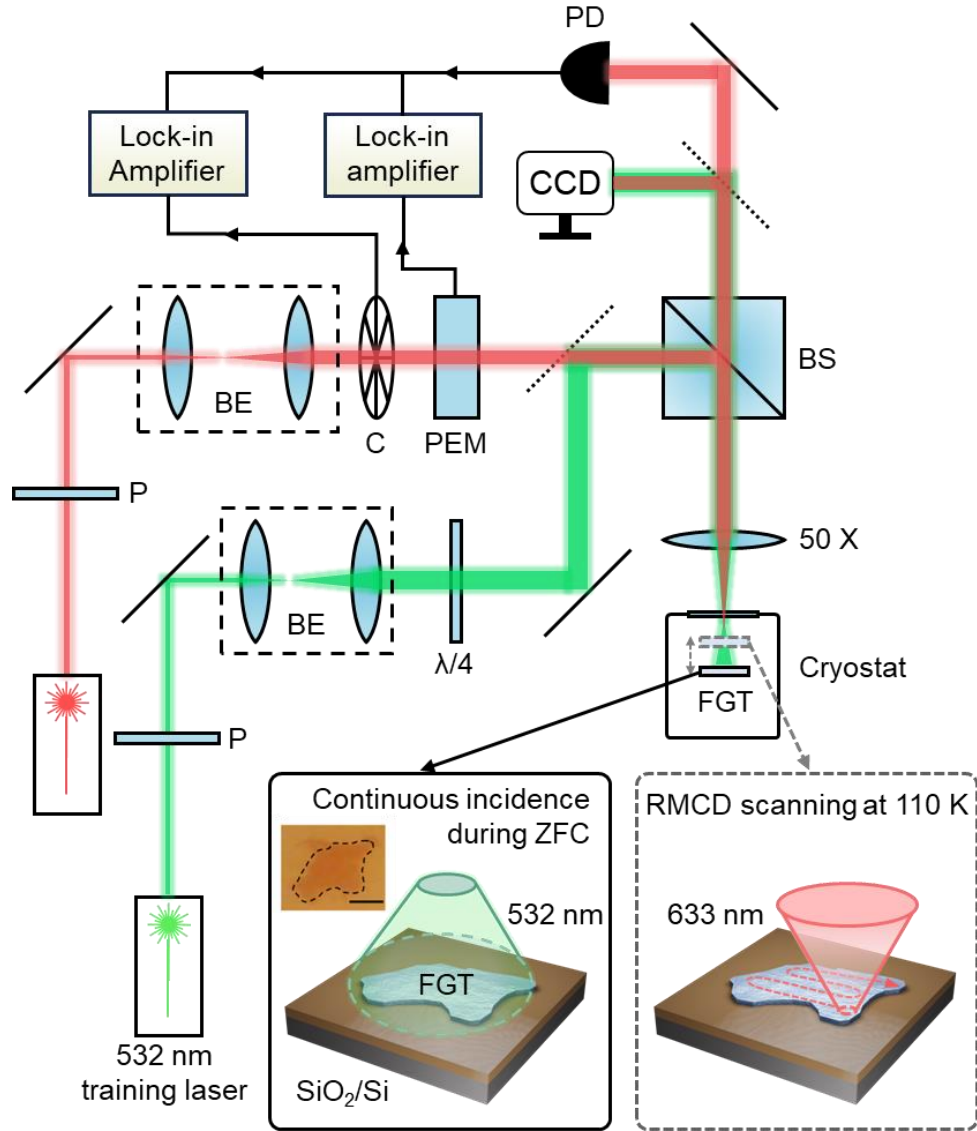 PD
Lock-in
Amplifier
Lock-in
amplifier
CCD
BE
C
PEM
BS
P
50 X
BE
λ/4
Cryostat
FGT
P
Continuous incidence
during ZFC
532 nm
FGT
SiO₂/Si
RMCD scanning at 110 K
633 nm
532 nm
training laser